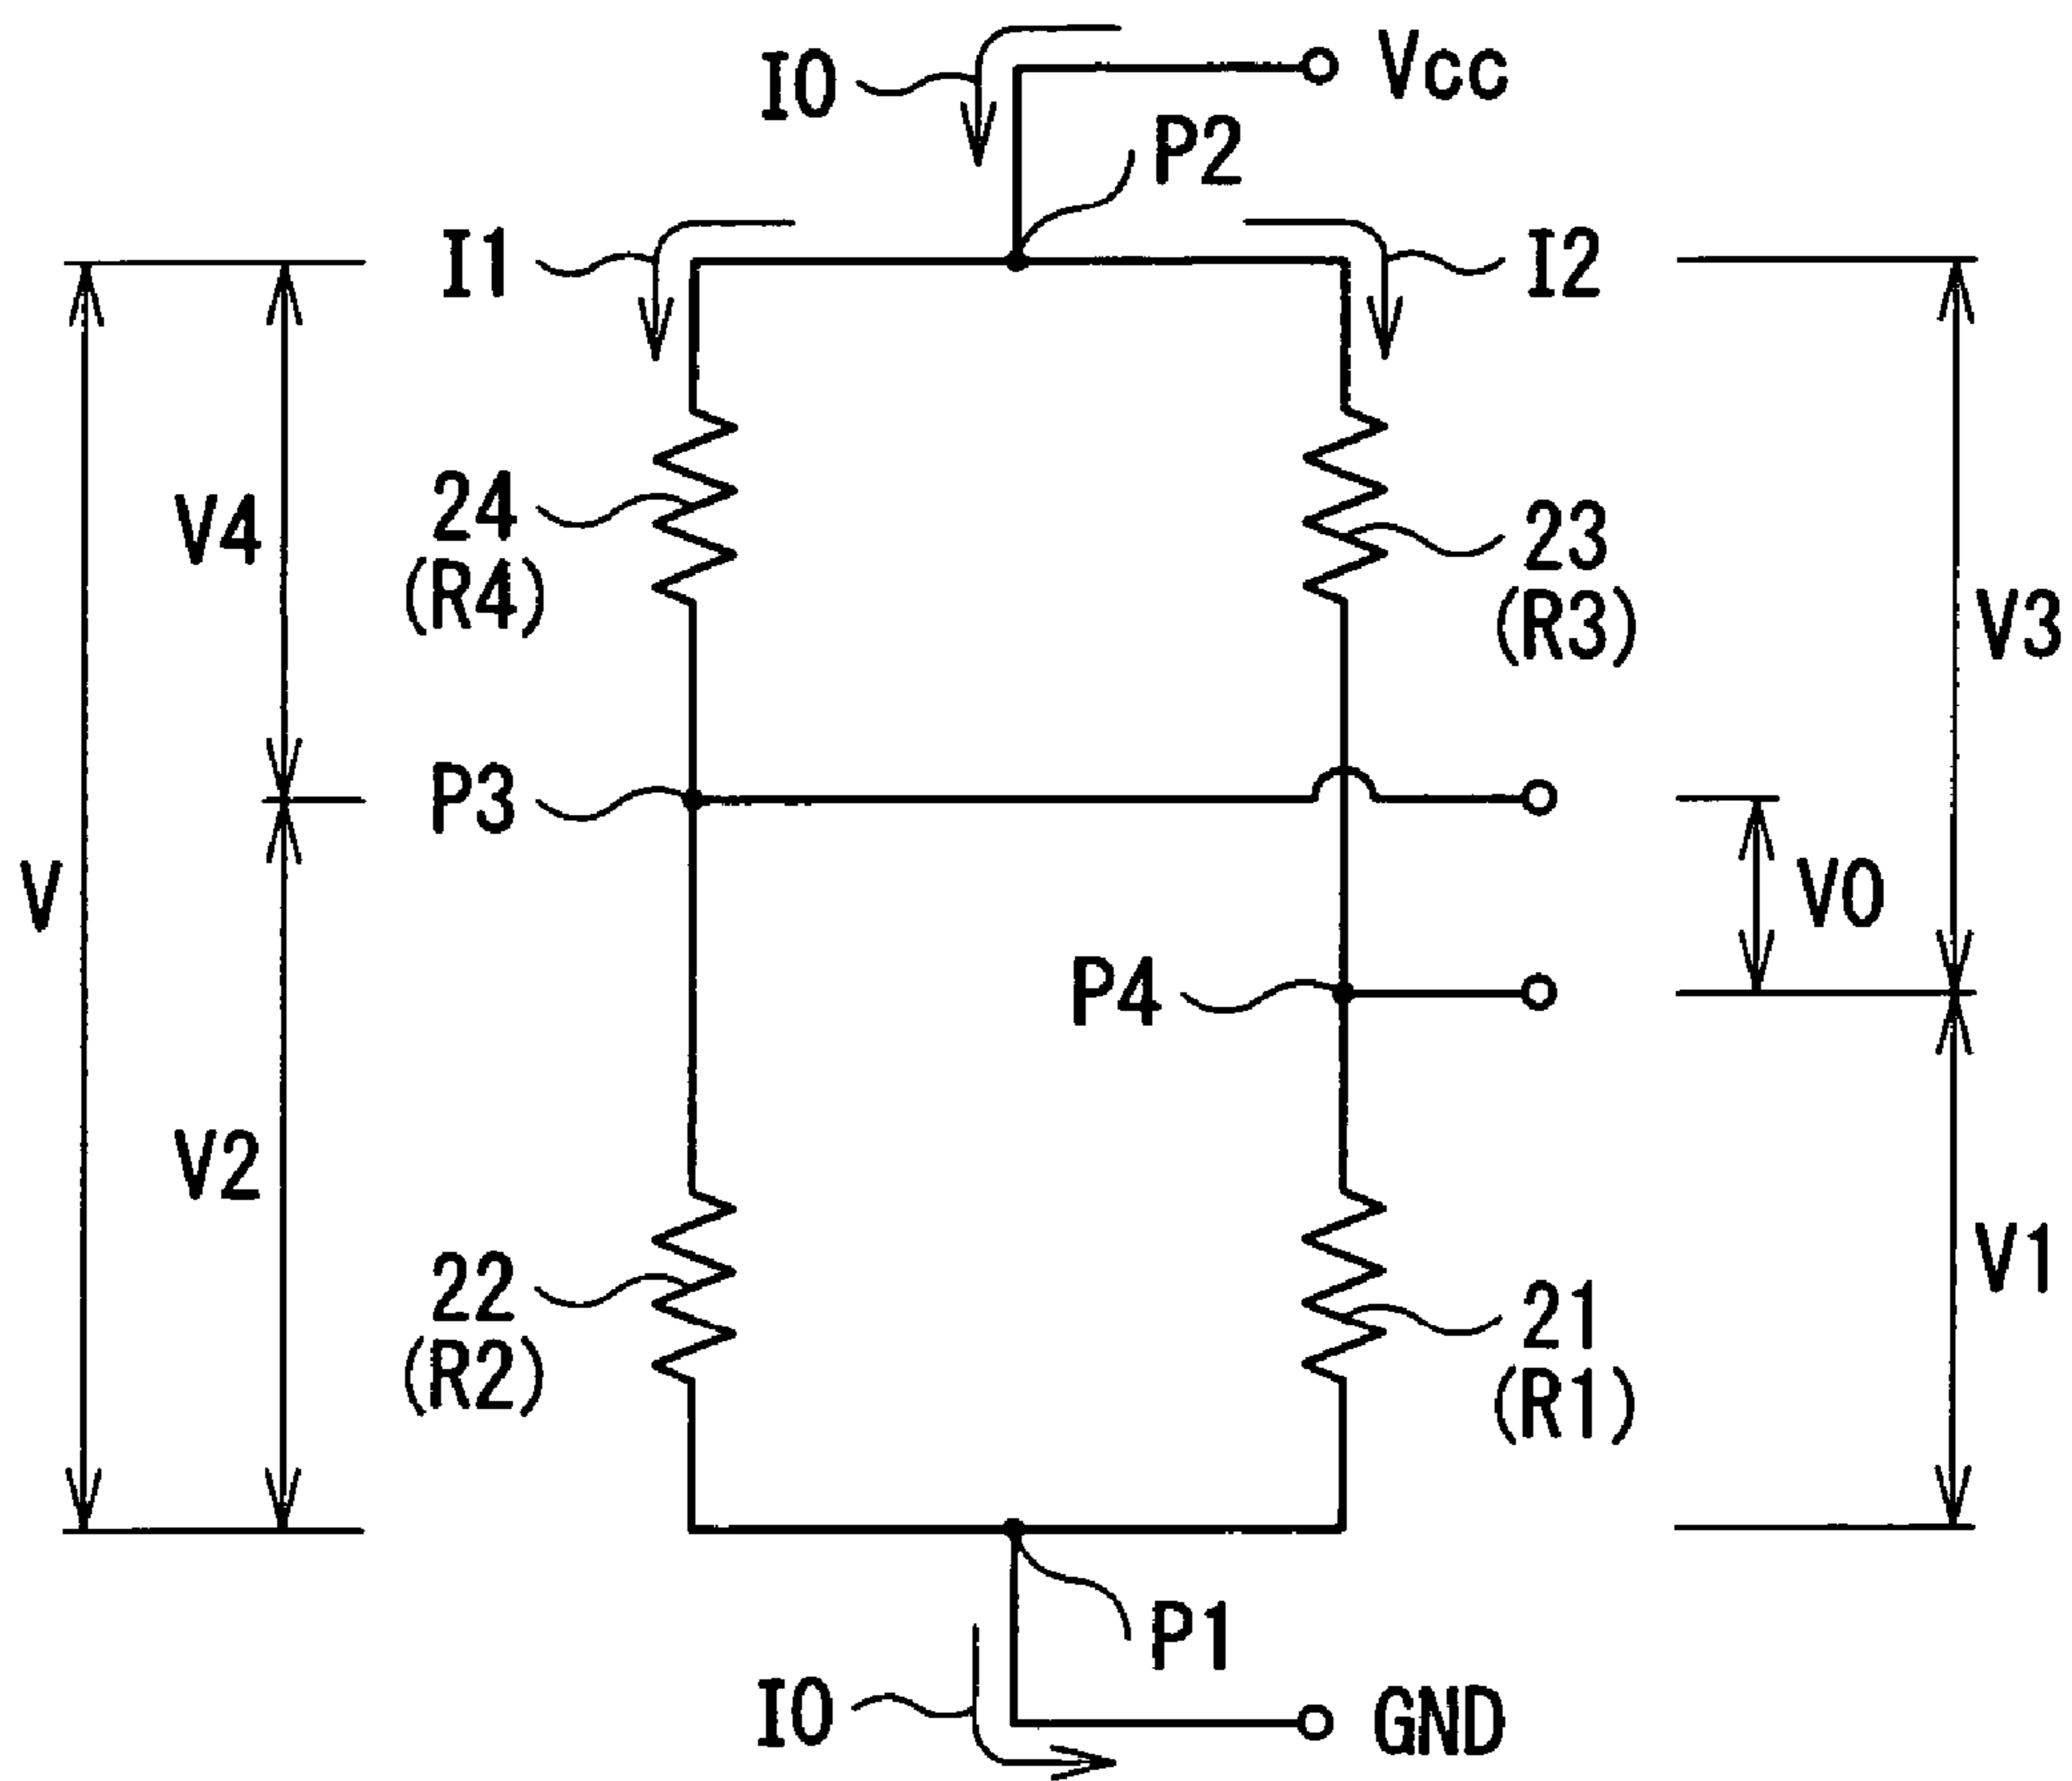 I0
Vcc
P2
I1
I2
24
(R4)
V4
23
(R3)
V3
P3
V
V0
P4
V2
22
(R2)
21
(R1)
V1
P1
I0
GND